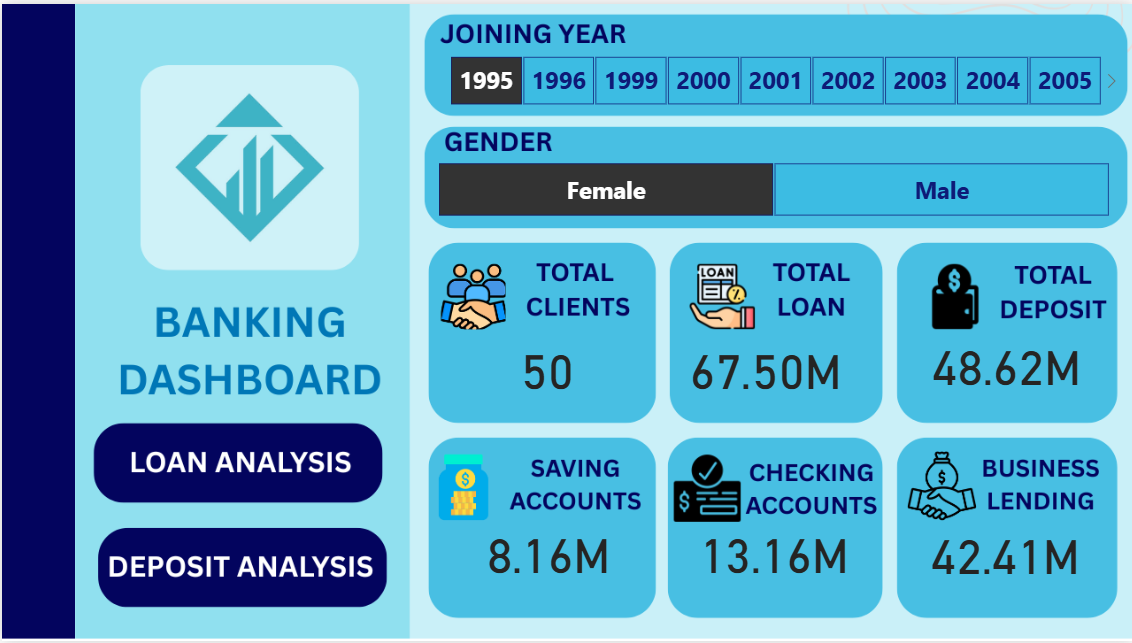 JOINING YEAR
1995 1996 1999 2000 2001 2002 2003 2004 2005
GENDER
Female Male
BANKING
DASHBOARD
LOAN ANALYSIS
DEPOSIT ANALYSIS
TOTAL
CLIENTS
50
LOAN
TOTAL
LOAN
67.50M
TOTAL
DEPOSIT
48.62M
SAVING
ACCOUNTS
8.16M
CHECKING
ACCOUNTS
13.16M
BUSINESS
LENDING
42.41M